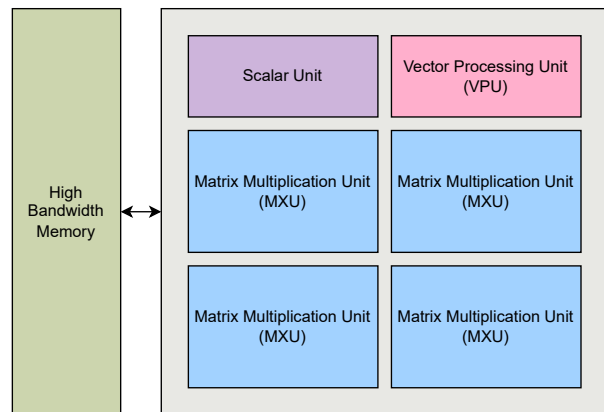 High
Bandwidth
Memory
Scalar Unit
Vector Processing Unit
(VPU)
Matrix Multiplication Unit
(MXU)
Matrix Multiplication Unit
(MXU)
Matrix Multiplication Unit
(MXU)
Matrix Multiplication Unit
(MXU)